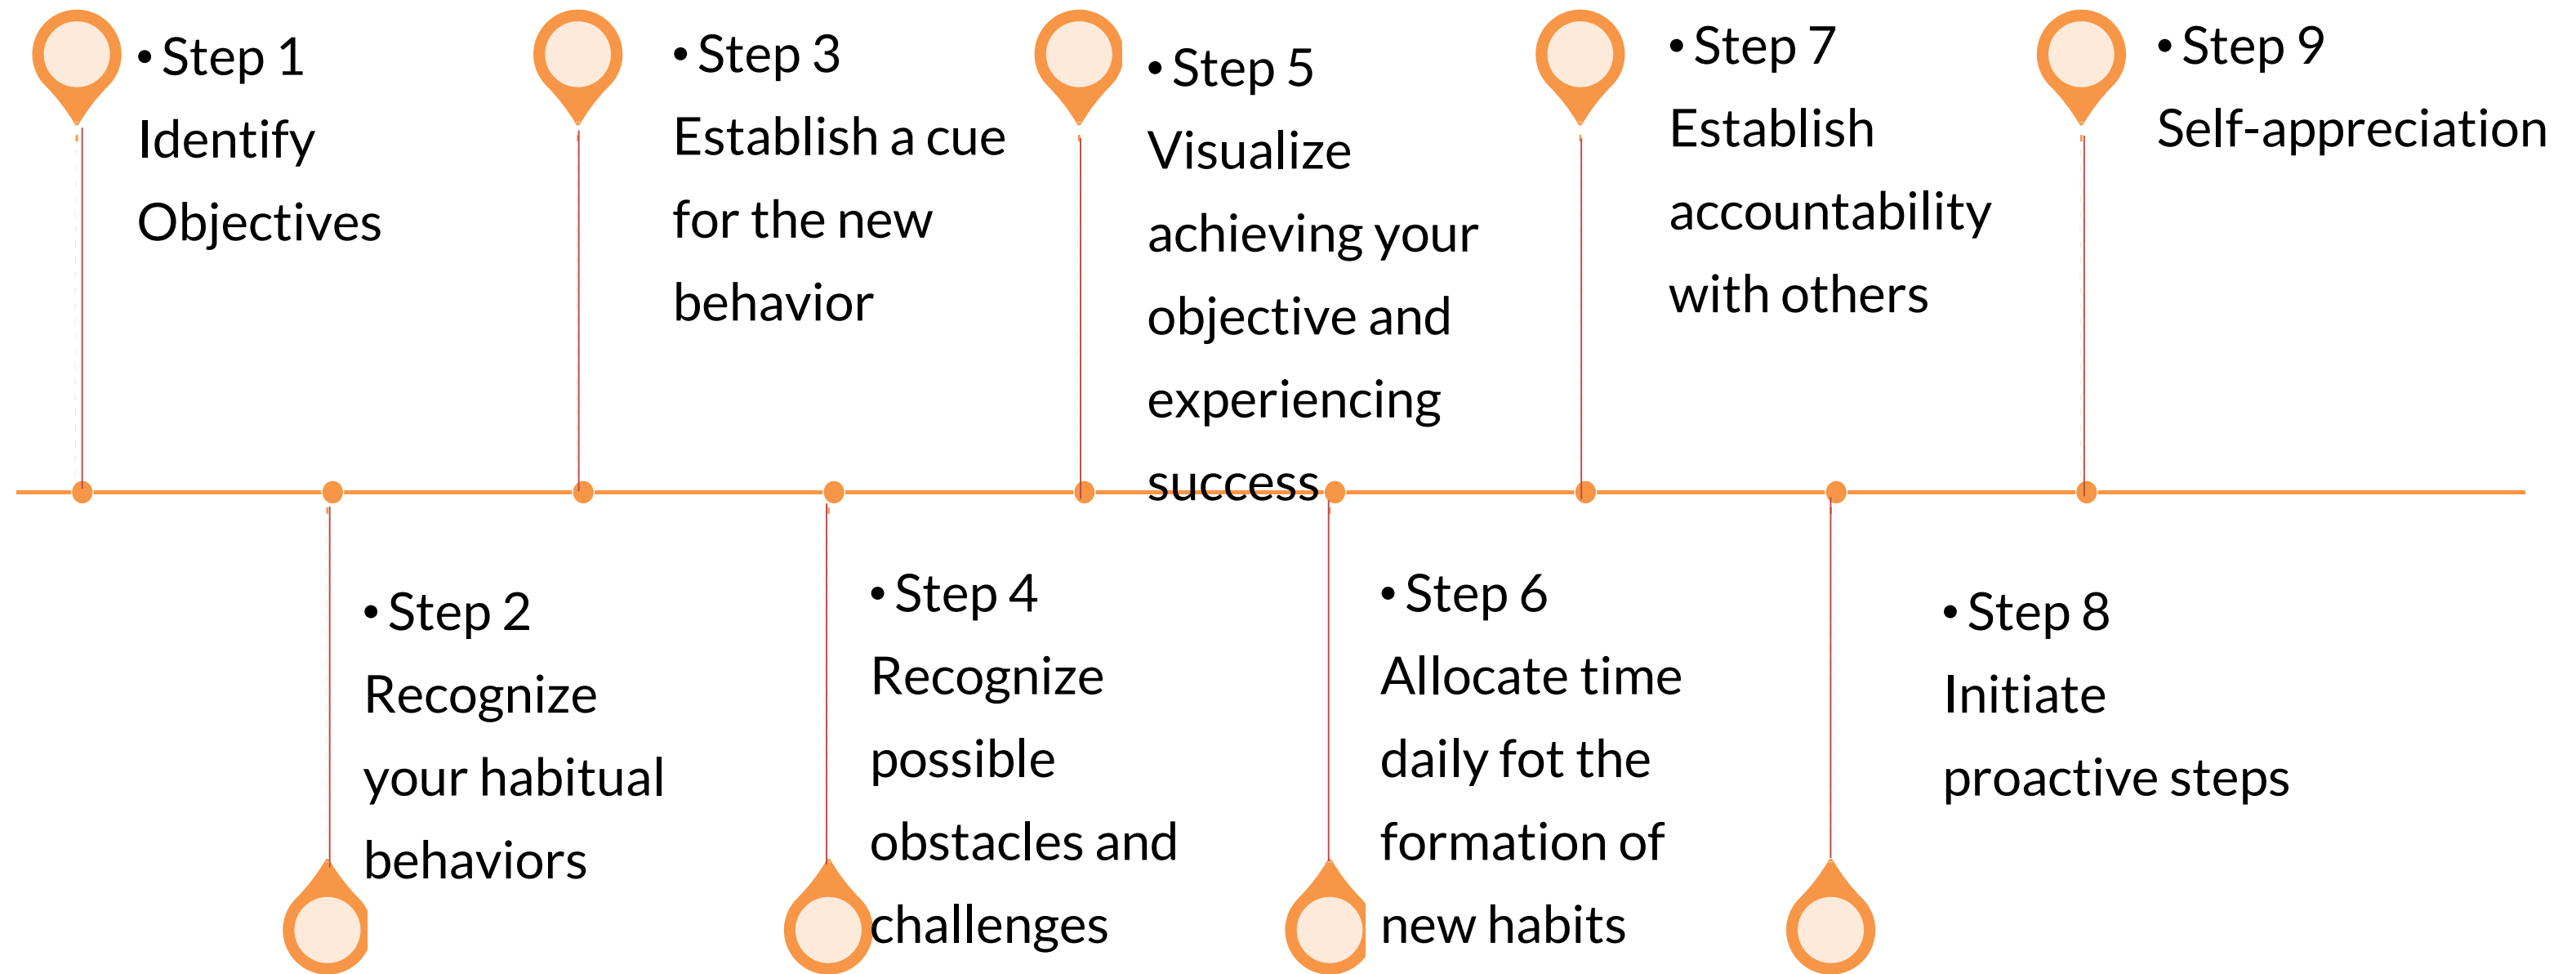 • Step 1
Identify
Objectives
• Step 2
Recognize
your habitual
behaviors
• Step 3
Establish a cue
for the new
behavior
• Step 4
Recognize
possible
obstacles and
challenges
• Step 5
Visualize
achieving your
objective and
experiencing
success
• Step 6
Allocate time
daily fot the
formation of
new habits
• Step 7
Establish
accountability
with others
• Step 8
Initiate
proactive steps
• Step 9
Self-appreciation